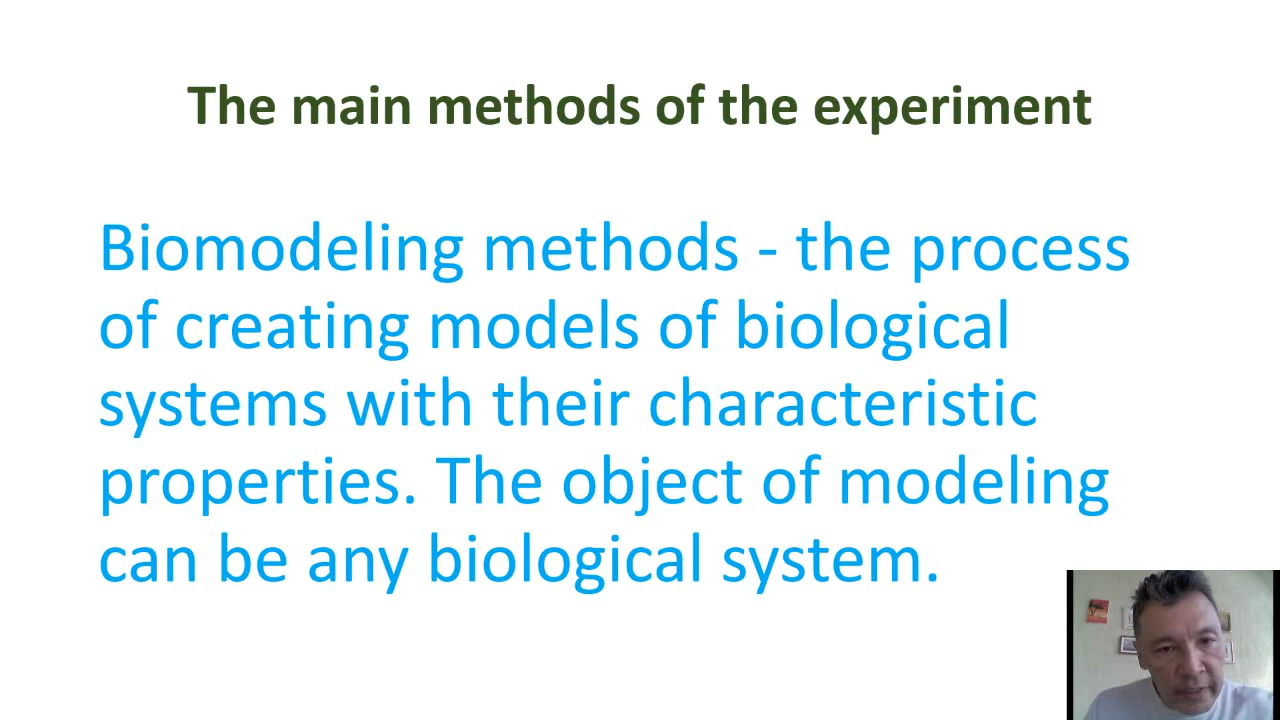 The main methods of the experiment
Biomodeling methods - the process
of creating models of biological
systems with their characteristic
properties. The object of modeling
can be any biological system.